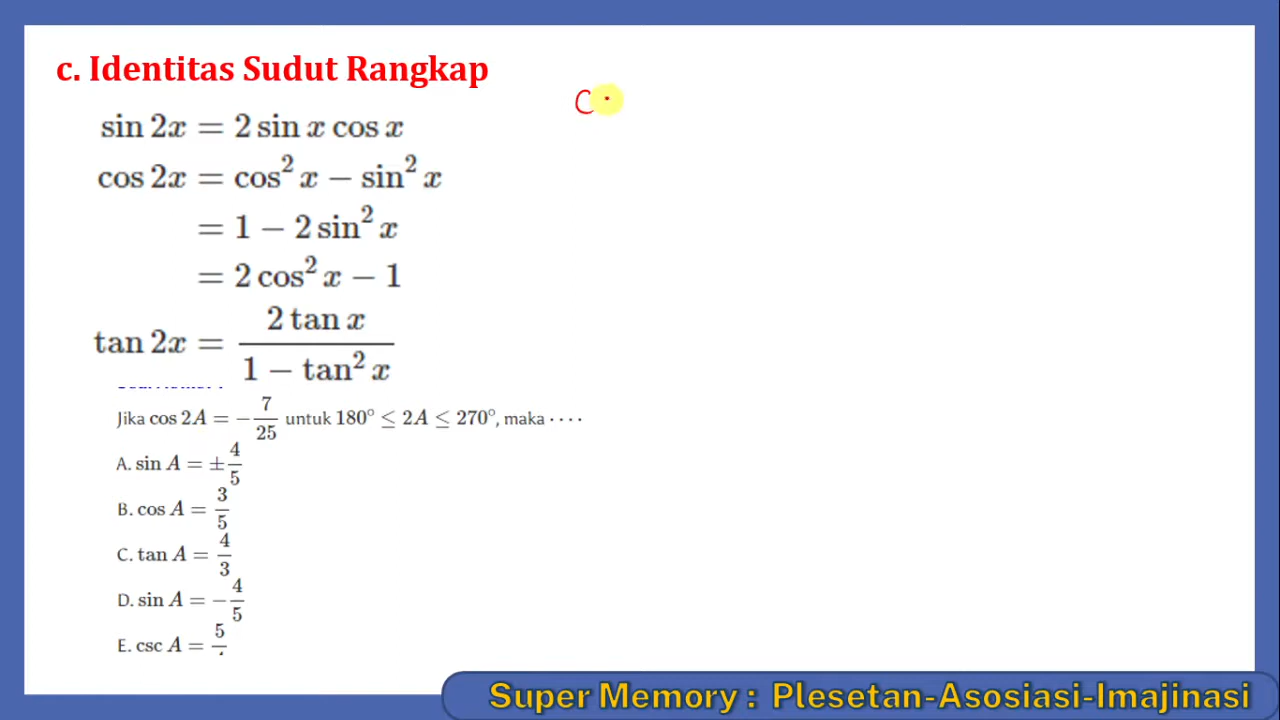 c. Identitas Sudut Rangkap
sin 2x = 2 sin x cos x
cos 2x = cos² x − sin² x
= 1 − 2 sin² x
= 2 cos² x − 1
tan 2x = 2 tan x / 1 − tan² x
Jika cos 2A = −7/25 untuk 180° ≤ 2A ≤ 270°, maka ····
A. sin A = ±4/5
B. cos A = 3/5
C. tan A = 4/3
D. sin A = −4/5
E. csc A = 5/
Super Memory : Plesetan-Asosiasi-Imajinasi